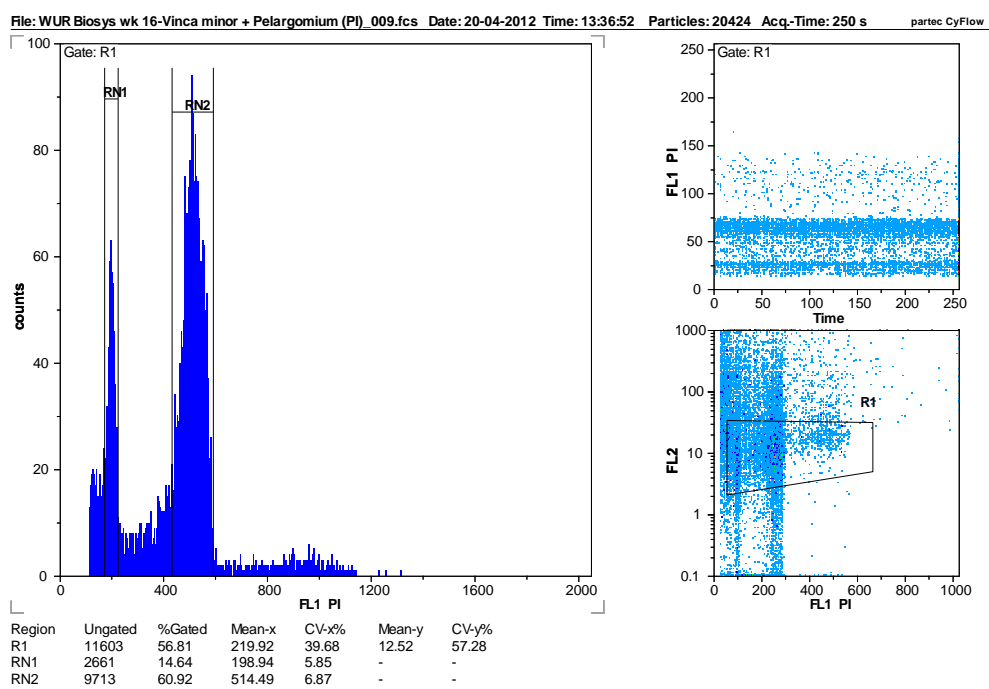 File: WUR Biosys wk 16-Vinca minor + Pelargomium (PI)_009.fcs Date: 20-04-2012 Time: 13:36:52 Particles: 20424 Acq.-Time: 250 s partec CyFlow
Gate: R1
RN1
RN2
100
80
60
40
20
0
counts
0 400 800 1200 1600 2000
FL1 PI
Gate: R1
250
200
150
100
50
0
FL1 PI
0 50 100 150 200 250
Time
1000
100
10
1
0.1
FL2
R1
0 200 400 600 800 1000
FL1 PI
Region Ungated %Gated Mean-x CV-x% Mean-y CV-y%
R1 11603 56.81 219.92 39.68 12.52 57.28
RN1 2661 14.64 198.94 5.85 - -
RN2 9713 60.92 514.49 6.87 - -